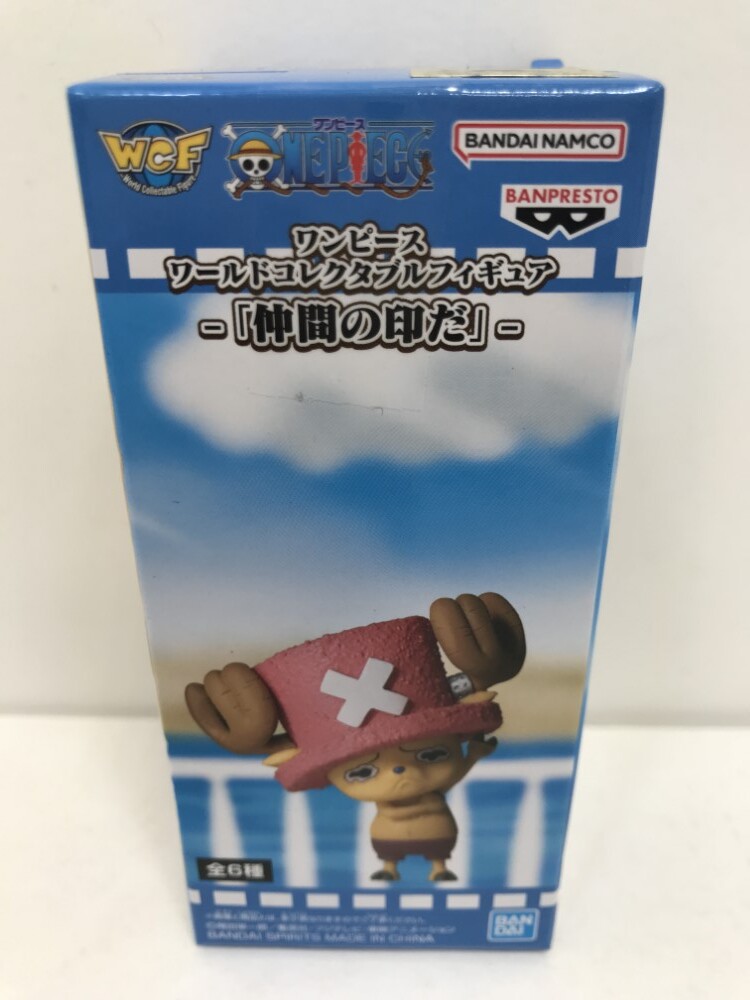 WCF
World Collectable Figure
ワンピース
ONE PIECE
BANDAI NAMCO
BANPRESTO
ワンピース
ワールドコレクタブルフィギュア
-「仲間の印だ」-
全6種
BANDAI SPIRITS MADE IN CHINA
BAN
DAI